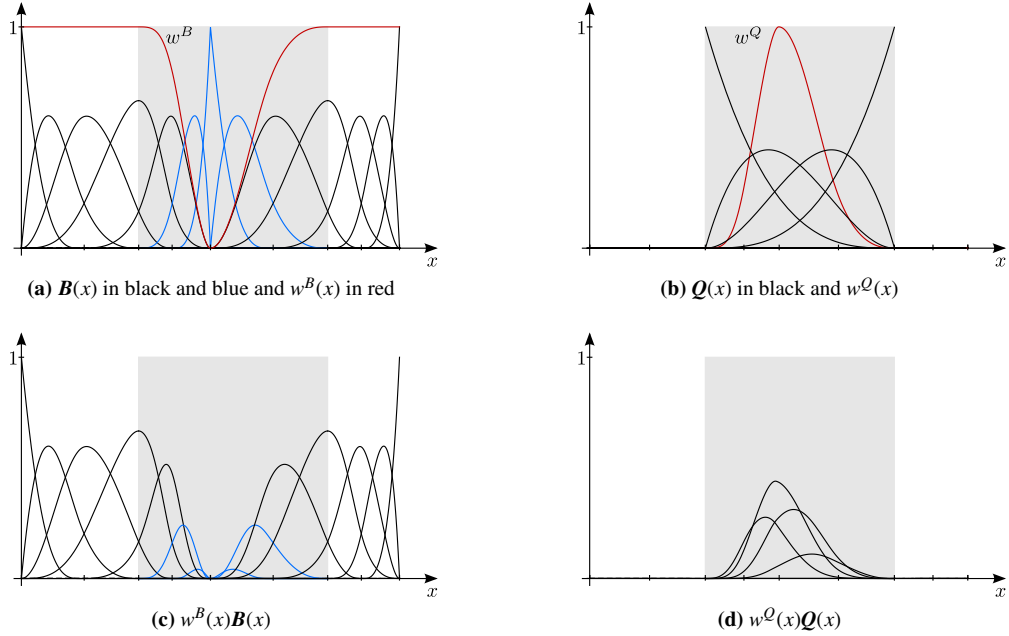 1
w^B
x
(a) B(x) in black and blue and w^B(x) in red
1
w^Q
x
(b) Q(x) in black and w^Q(x)
1
x
(c) w^B(x)B(x)
1
x
(d) w^Q(x)Q(x)